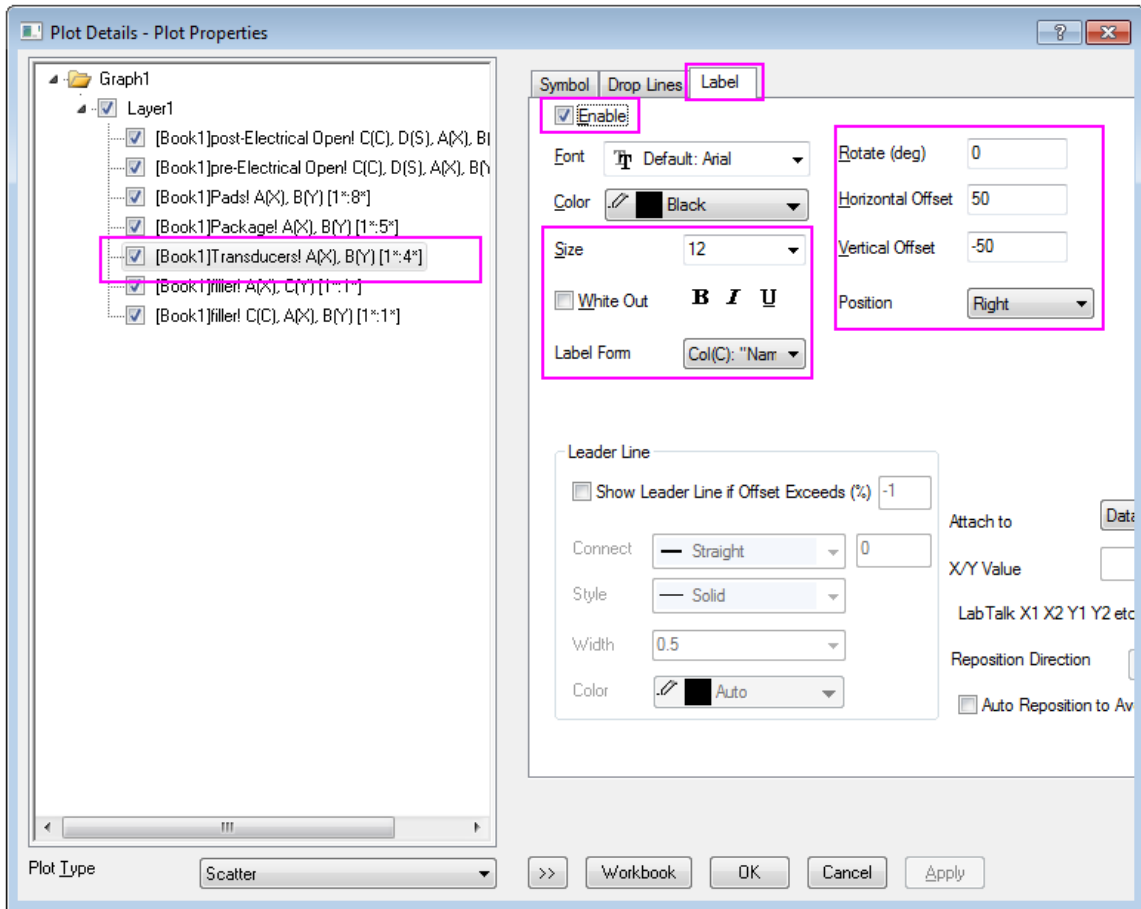 Plot Details - Plot Properties
Graph1
Layer1
[Book1]post-Electrical Open! C(C), D(S), A(X), B(
[Book1]pre-Electrical Open! C(C), D(S), A(X), B(Y
[Book1]Pads! A(X), B(Y) [1*:8*]
[Book1]Package! A(X), B(Y) [1*:5*]
[Book1]Transducers! A(X), B(Y) [1*:4*]
[Book1]filler! A(X), C(Y) [1*:1*]
[Book1]filler! C(C), A(X), B(Y) [1*:1*]
Plot Type Scatter
Symbol Drop Lines Label
Enable
Font Default: Arial
Color Black
Size 12
White Out B I U
Label Form Col(C): "Nam
Rotate (deg) 0
Horizontal Offset 50
Vertical Offset -50
Position Right
Leader Line
Show Leader Line if Offset Exceeds (%) -1
Connect Straight 0
Style Solid
Width 0.5
Color Auto
Attach to Data
X/Y Value
LabTalk X1 X2 Y1 Y2 etc
Reposition Direction
Auto Reposition to Av
>> Workbook OK Cancel Apply